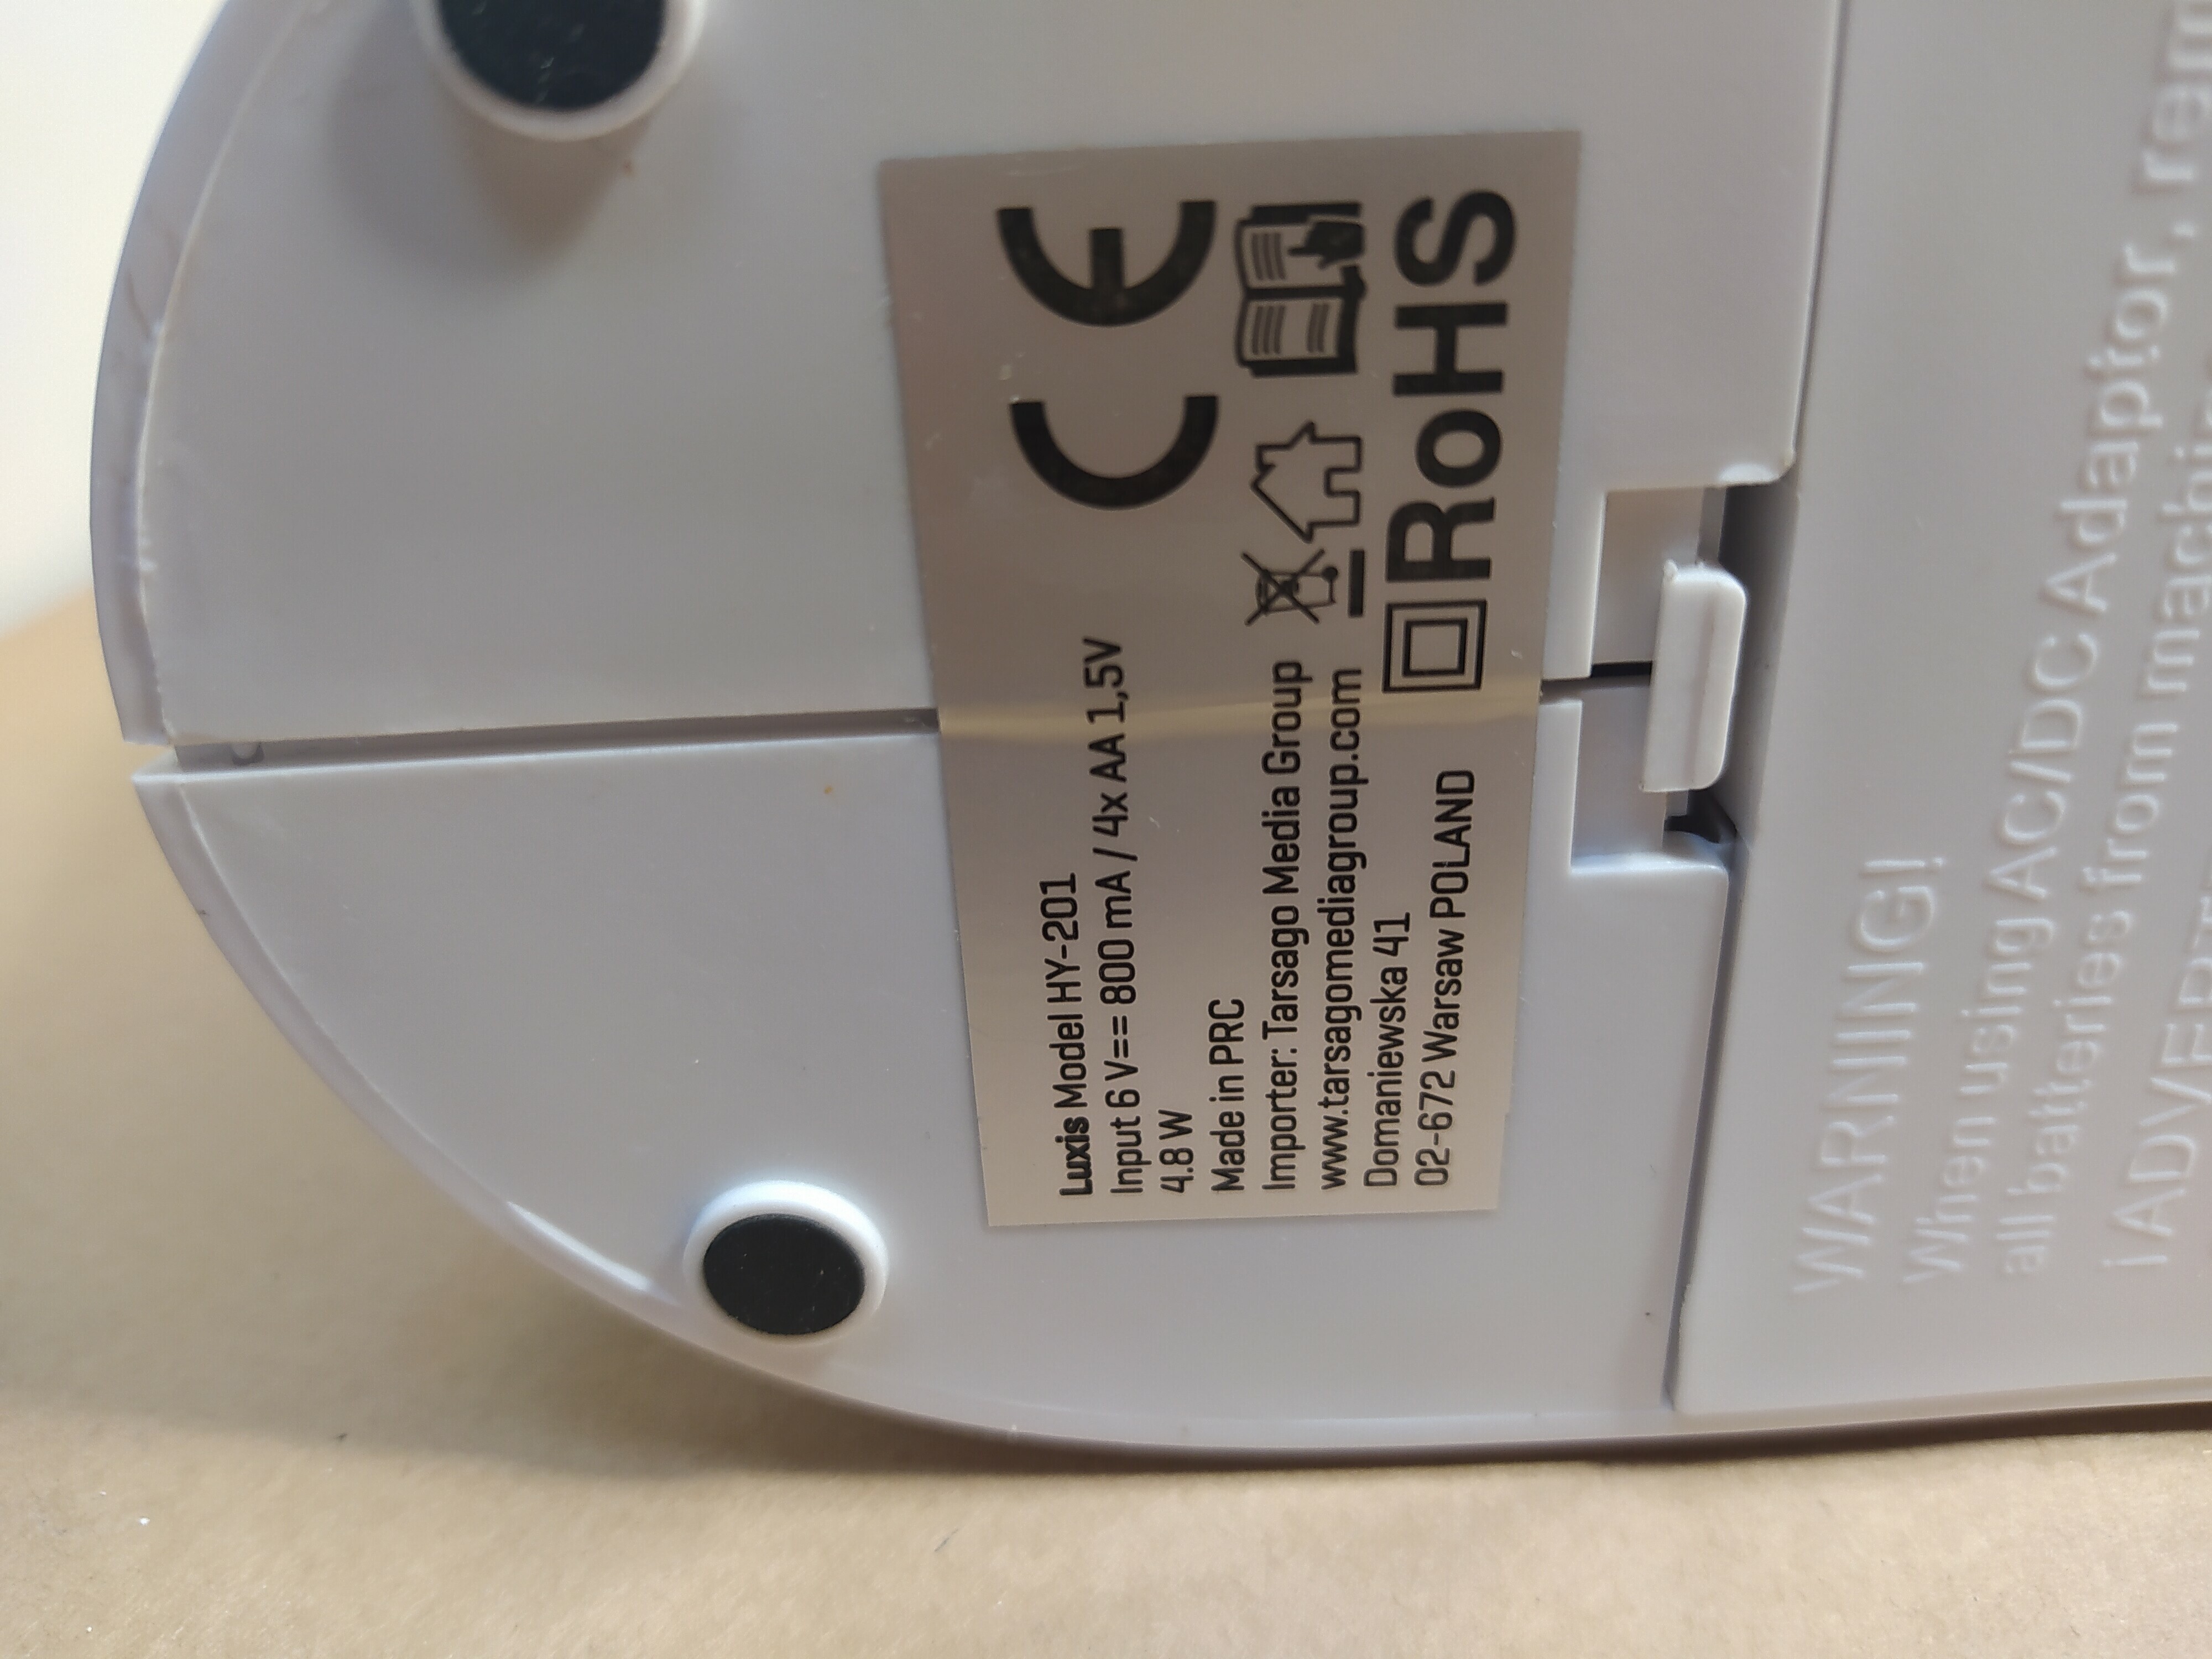 Luxis Model HY-201
Input 6 V== 800 mA / 4x AA 1,5V
4.8 W
Made in PRC
Importer: Tarsago Media Group
www.tarsagomediagroup.com
Domaniewska 41
02-672 Warsaw POLAND
CE
RoHS
WARNING!
When using AC/DC Adaptor,
all batteries from machine